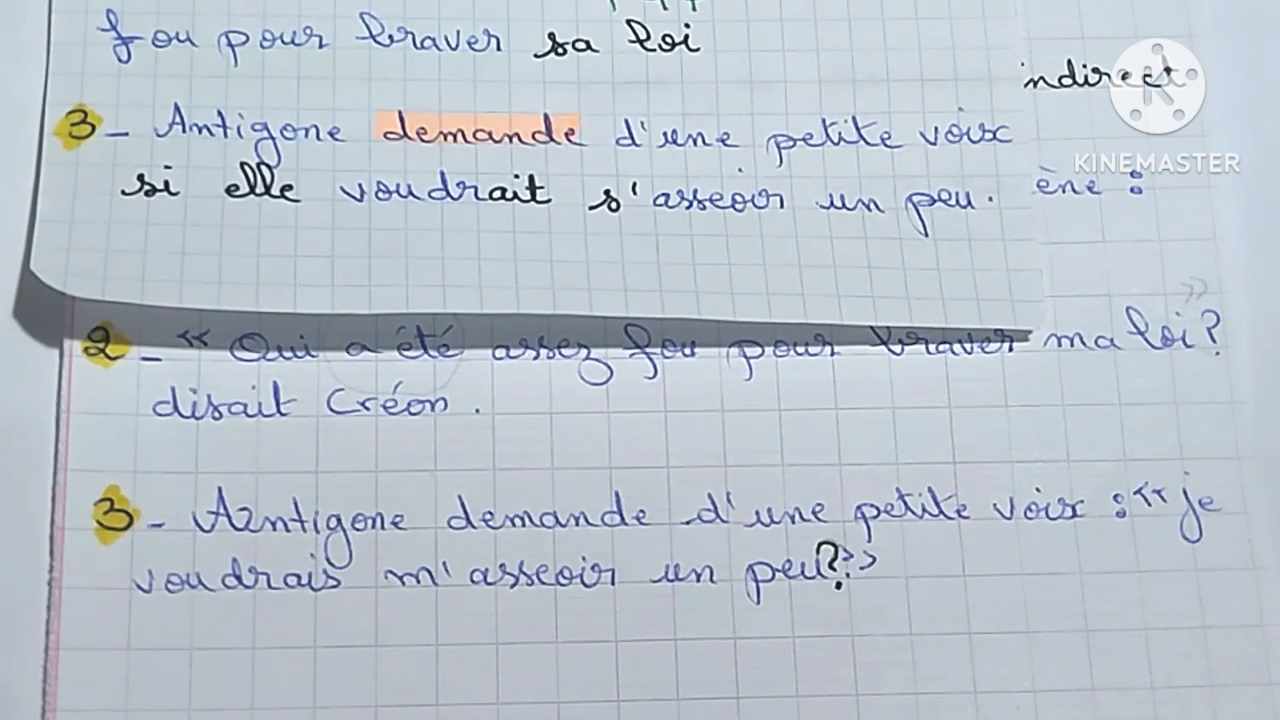 fou pour braver sa loi
indirect
3 - Antigone demande d'une petite voix
si elle voudrait s'asseoir un peu.
ène :
KINEMASTER
2 - « Qui a été assez fou pour braver ma loi? »
disait Créon .
3 - Azntigone demande d'une petite voix : « je
voudrais m'asseoir un peu?»